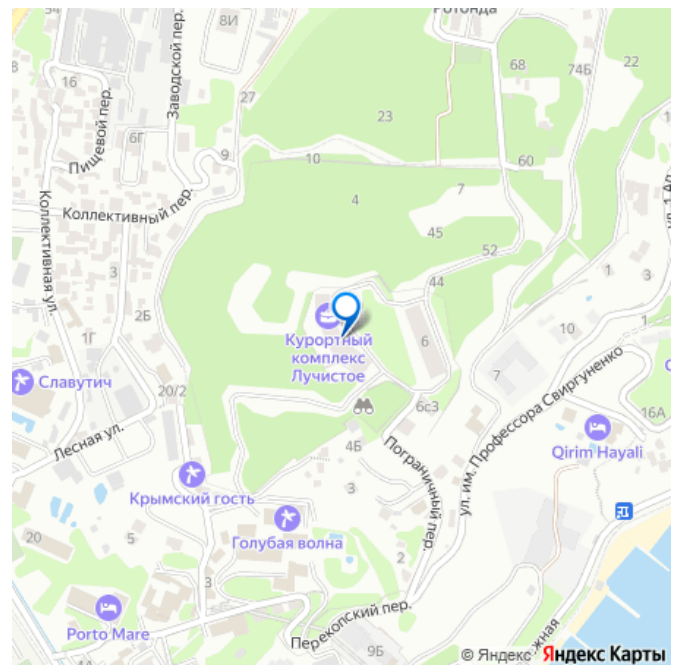 54
8И
Ротонда
68
74Б
22
16
Пищевой пер.
Заводской пер.
27
23
6Г
9
10
60
Коллективный пер.
4
7
45
Коллективная ул.
3
52
1
3
44
2Б
Курортный
комплекс
Лучистое
6
10
1Г
7
Славутич
20/2
6с3
ул. им. Профессора Свиргуненко
16А
Qirim Hayali
Лесная ул.
4Б
Пограничный пер.
Крымский гость
3
20
5
Голубая волна
2
3
Porto Mare
Перекопский пер.
9Б
© Яндекс Яндекс Карты